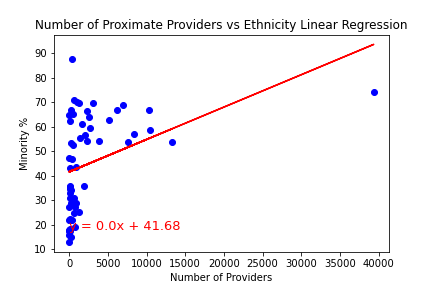 Number of Proximate Providers vs Ethnicity Linear Regression
Minority %
90
80
70
60
50
40
30
20
10
y = 0.0x + 41.68
0 5000 10000 15000 20000 25000 30000 35000 40000
Number of Providers